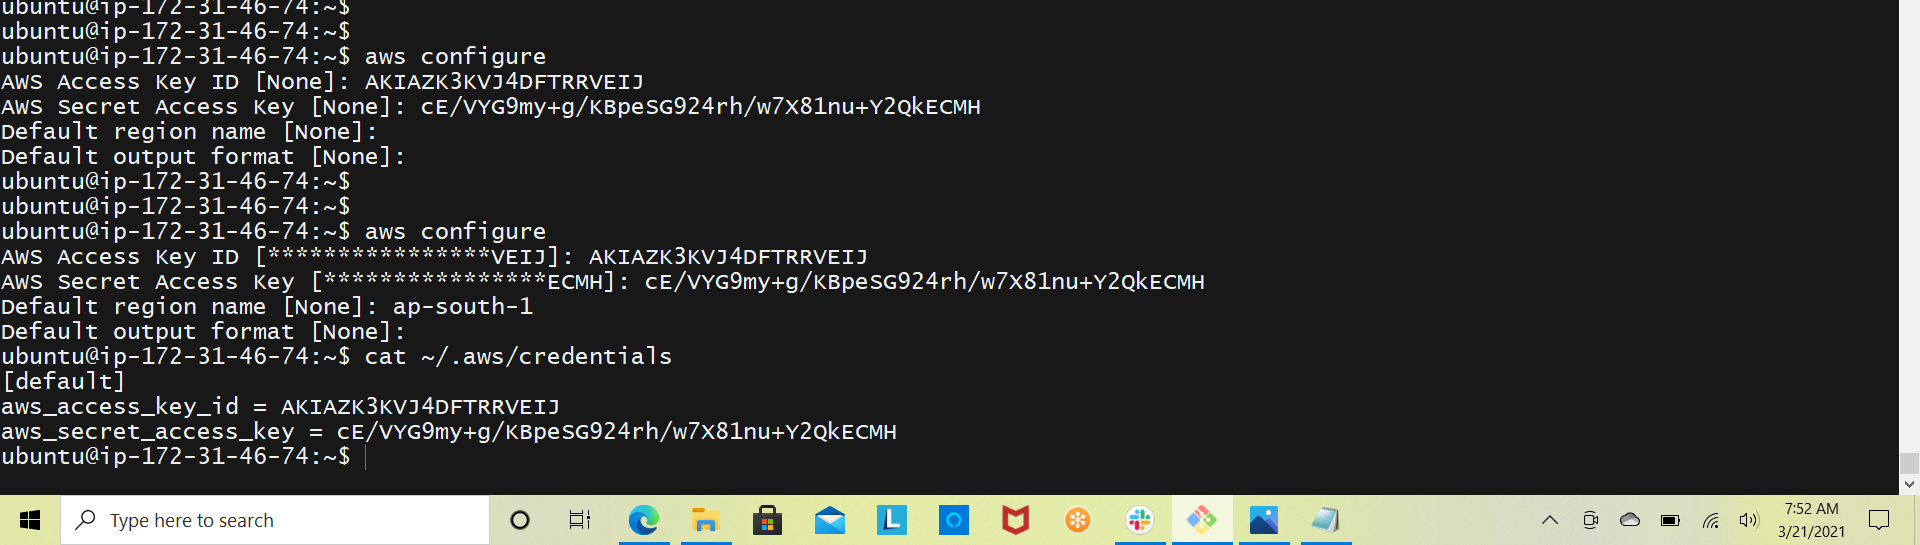 ubuntu@ip-172-31-46-74:~$
ubuntu@ip-172-31-46-74:~$
ubuntu@ip-172-31-46-74:~$ aws configure
AWS Access Key ID [None]: AKIAZK3KVJ4DFTRRVEIJ
AWS Secret Access Key [None]: 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
Default region name [None]:
Default output format [None]:
ubuntu@ip-172-31-46-74:~$
ubuntu@ip-172-31-46-74:~$
ubuntu@ip-172-31-46-74:~$ aws configure
AWS Access Key ID [****************VEIJ]: AKIAZK3KVJ4DFTRRVEIJ
AWS Secret Access Key [****************ECMH]: 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
Default region name [None]: ap-south-1
Default output format [None]:
ubuntu@ip-172-31-46-74:~$ cat ~/.aws/credentials
[default]
aws_access_key_id = AKIAZK3KVJ4DFTRRVEIJ
aws_secret_access_key = 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
ubuntu@ip-172-31-46-74:~$
Type here to search
L
7:52 AM
3/21/2021